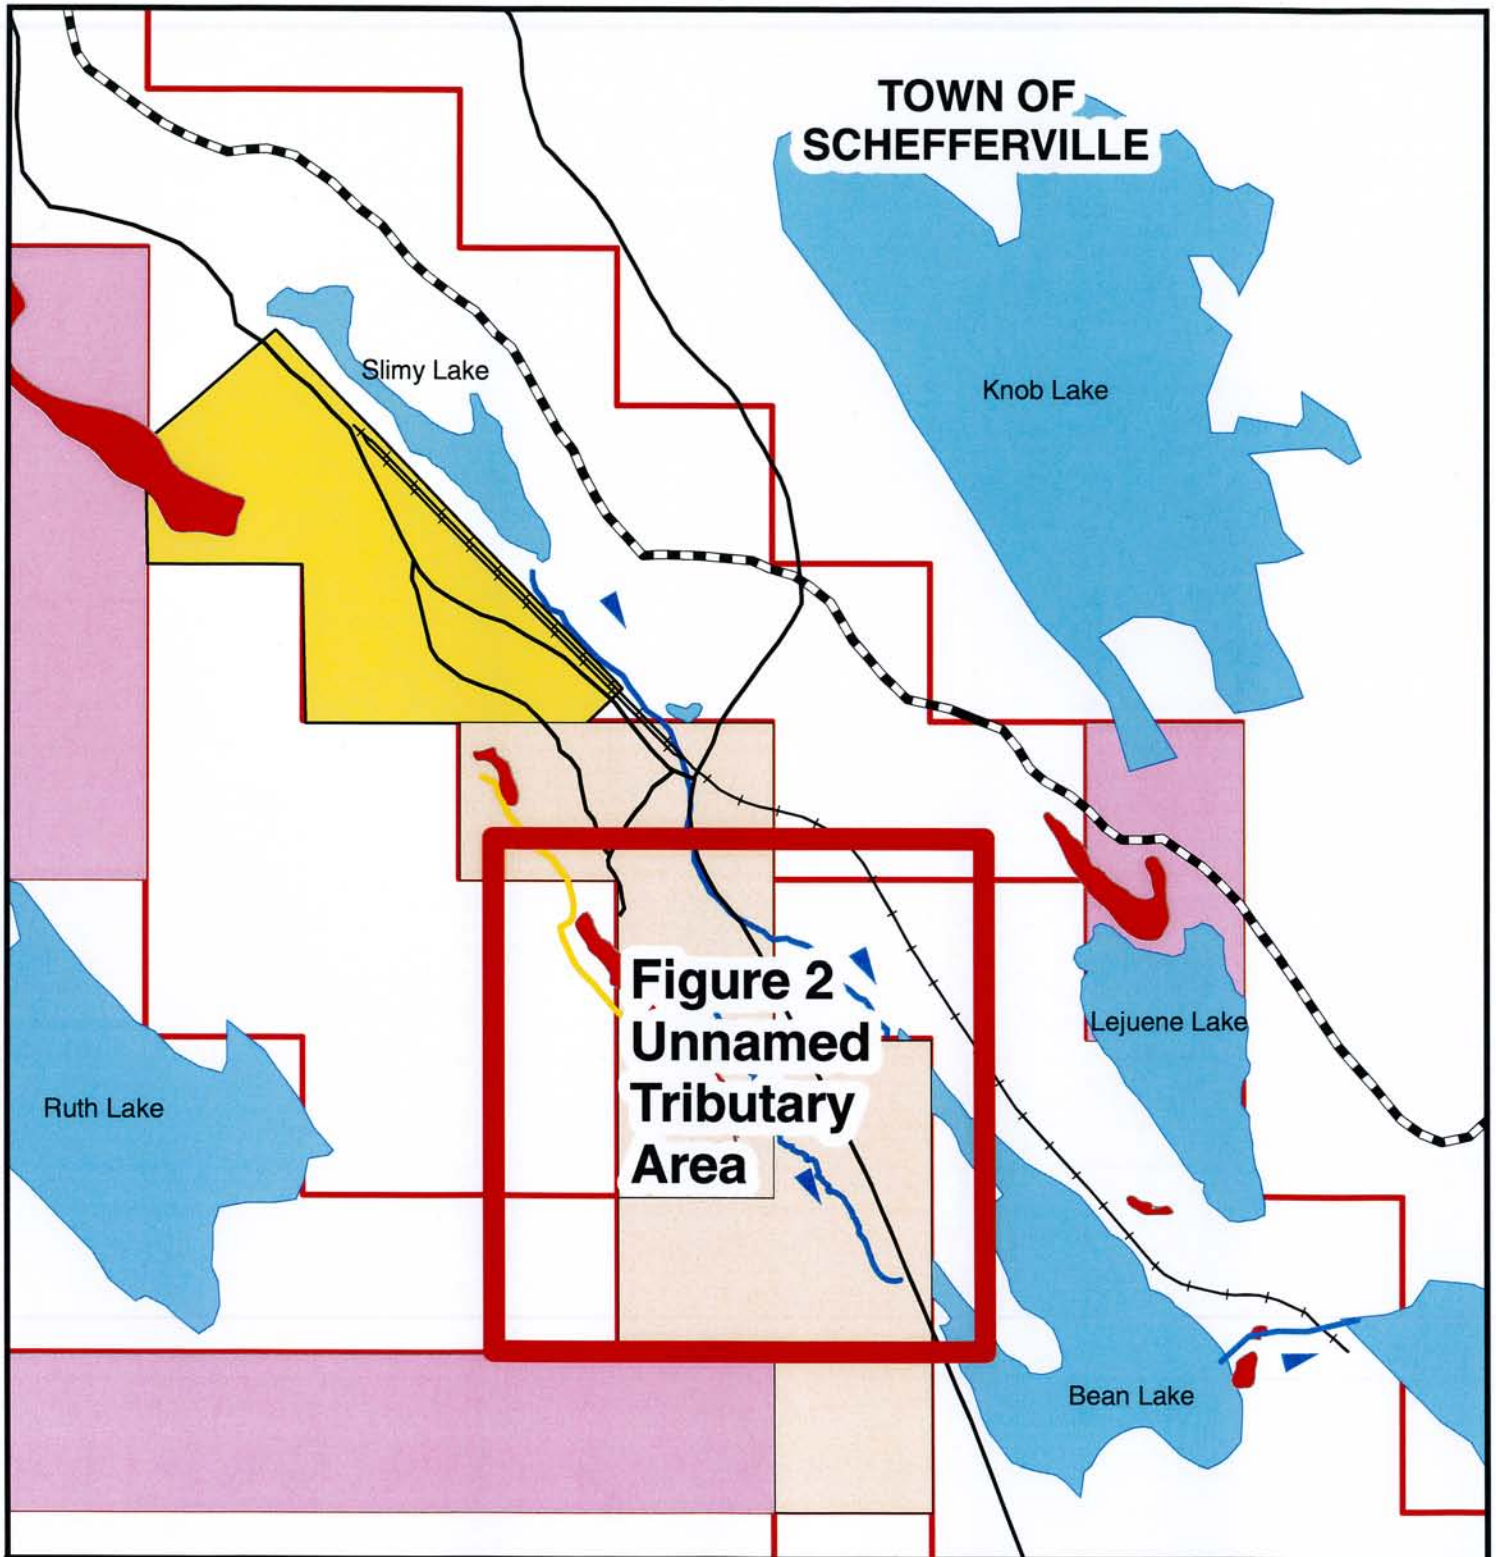 TOWN OF
SCHEFFERVILLE
Slimy Lake
Knob Lake
Figure 2
Unnamed
Tributary
Area
Lejuene Lake
Ruth Lake
Bean Lake